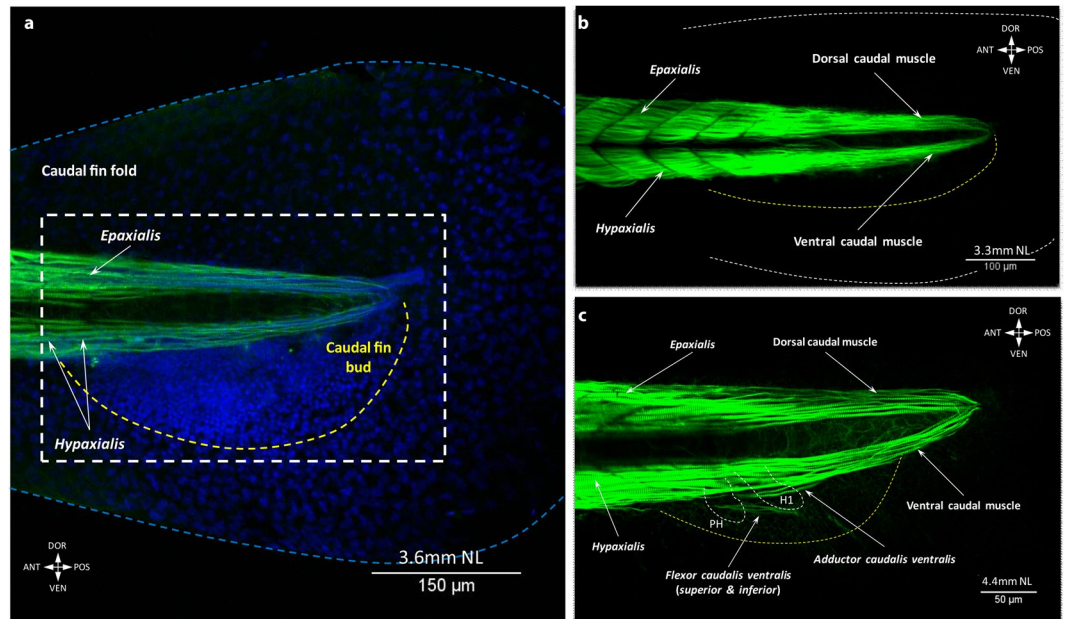 a
Caudal fin fold
Epaxialis
Caudal fin
bud
Hypaxialis
DOR
ANT POS
VEN
3.6mm NL
150 µm
b
DOR
ANT POS
VEN
Epaxialis
Dorsal caudal muscle
Hypaxialis
Ventral caudal muscle
3.3mm NL
100 µm
c
DOR
ANT POS
VEN
Epaxialis
Dorsal caudal muscle
H1
PH
Ventral caudal muscle
Hypaxialis
Adductor caudalis ventralis
Flexor caudalis ventralis
(superior & inferior)
4.4mm NL
50 µm